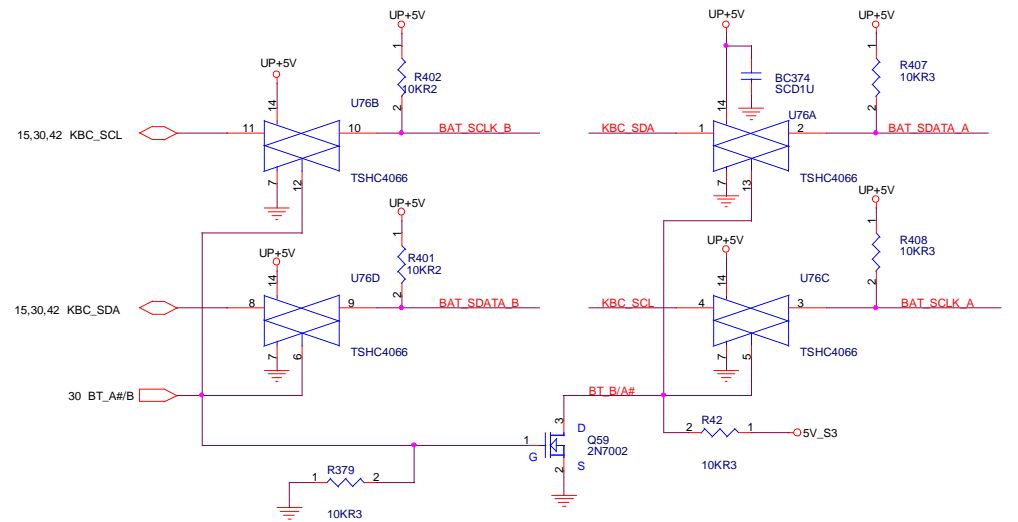 UP+5V
UP+5V
UP+5V
1
1
UP+5V
R402
10KR2
BC374
SCD1U
R407
10KR3
14
U76B
2
14
U76A
2
15,30,42 KBC_SCL
11
10
BAT_SCLK_B
KBC_SDA
1
2
BAT_SDATA_A
7
12
TSHC4066
7
13
TSHC4066
UP+5V
UP+5V
1
1
UP+5V
UP+5V
R401
10KR2
R408
10KR3
14
U76D
2
14
U76C
2
15,30,42 KBC_SDA
8
9
BAT_SDATA_B
KBC_SCL
4
3
BAT_SCLK_A
7
6
TSHC4066
7
5
TSHC4066
30 BT_A#/B
BT_B/A#
3
D
2
R42
1
5V_S3
1
G
Q59
2N7002
2
S
10KR3
1
R379
2
10KR3